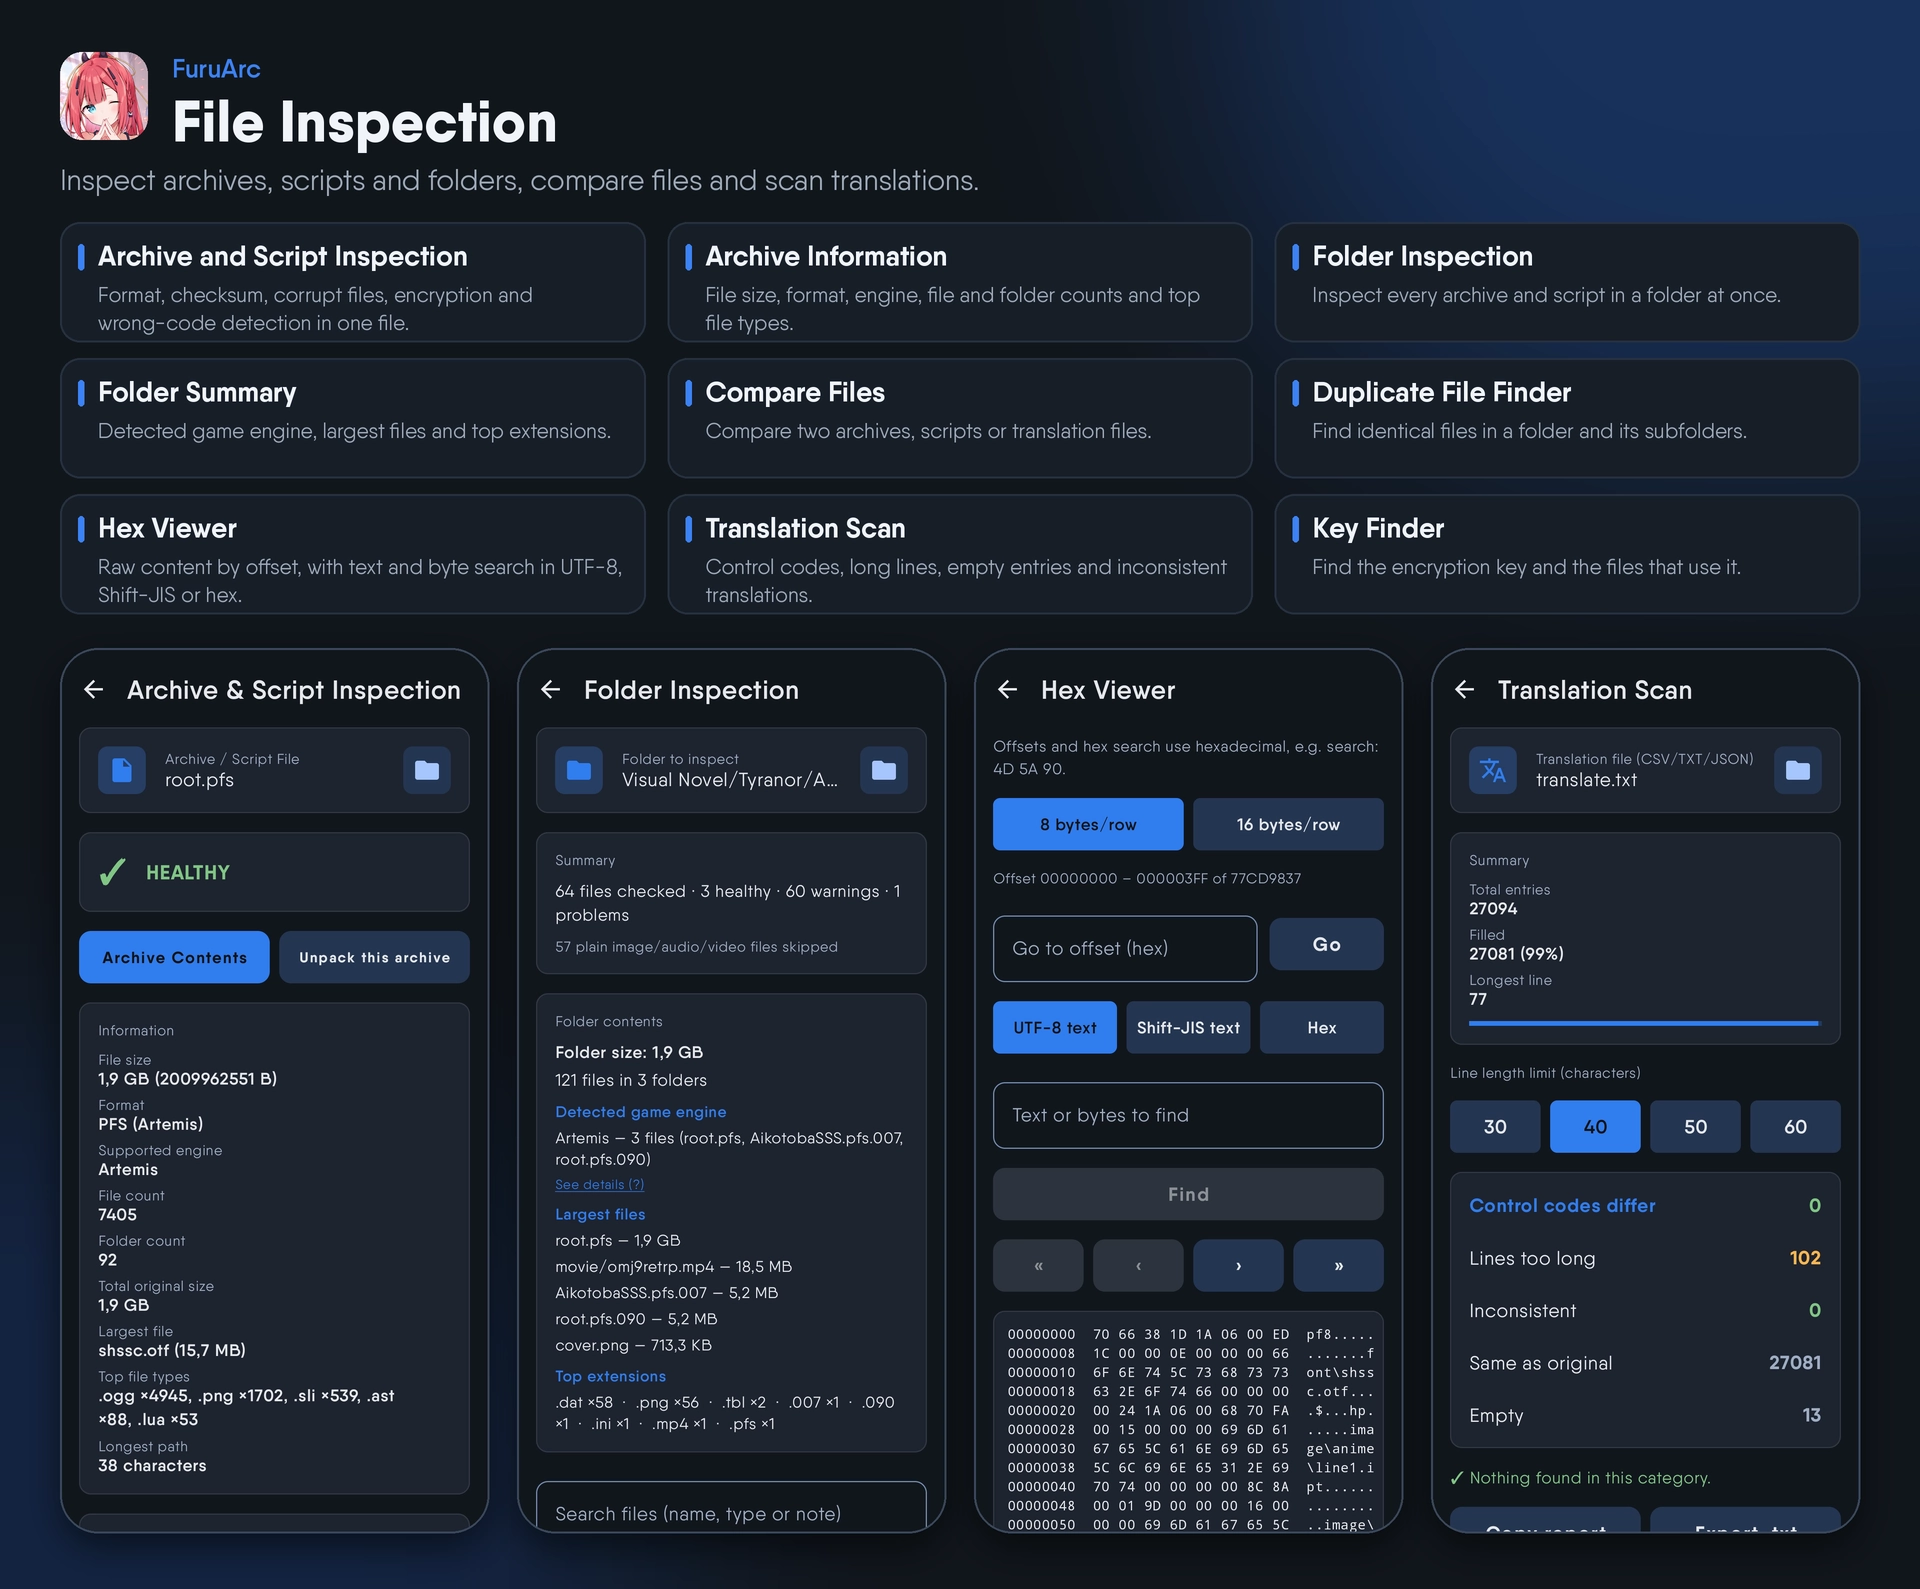 FuruArc
File Inspection
Inspect archives, scripts and folders, compare files and scan translations.
Archive and Script Inspection
Format, checksum, corrupt files, encryption and
wrong-code detection in one file.
Archive Information
File size, format, engine, file and folder counts and top
file types.
Folder Inspection
Inspect every archive and script in a folder at once.
Folder Summary
Detected game engine, largest files and top extensions.
Compare Files
Compare two archives, scripts or translation files.
Duplicate File Finder
Find identical files in a folder and its subfolders.
Hex Viewer
Raw content by offset, with text and byte search in UTF-8,
Shift-JIS or hex.
Translation Scan
Control codes, long lines, empty entries and inconsistent
translations.
Key Finder
Find the encryption key and the files that use it.
← Archive & Script Inspection
Archive / Script File
root.pfs
✓ HEALTHY
Archive Contents
Unpack this archive
Information
File size
1,9 GB (2009962551 B)
Format
PFS (Artemis)
Supported engine
Artemis
File count
7405
Folder count
92
Total original size
1,9 GB
Largest file
shssc.otf (15,7 MB)
Top file types
.ogg ×4945, .png ×1702, .sli ×539, .ast
×88, .lua ×53
Longest path
38 characters
← Folder Inspection
Folder to inspect
Visual Novel/Tyranor/A...
Summary
64 files checked · 3 healthy · 60 warnings · 1
problems
57 plain image/audio/video files skipped
Folder contents
Folder size: 1,9 GB
121 files in 3 folders
Detected game engine
Artemis — 3 files (root.pfs, AikotobaSSS.pfs.007,
root.pfs.090)
See details (?)
Largest files
root.pfs — 1,9 GB
movie/omj9retrp.mp4 — 18,5 MB
AikotobaSSS.pfs.007 — 5,2 MB
root.pfs.090 — 5,2 MB
cover.png — 713,3 KB
Top extensions
.dat ×58 · .png ×56 · .tbl ×2 · .007 ×1 · .090
×1 · .ini ×1 · .mp4 ×1 · .pfs ×1
Search files (name, type or note)
← Hex Viewer
Offsets and hex search use hexadecimal, e.g. search:
4D 5A 90.
8 bytes/row
16 bytes/row
Offset 00000000 – 000003FF of 77CD9837
Go to offset (hex)
Go
UTF-8 text
Shift-JIS text
Hex
Text or bytes to find
Find
«
‹
›
»
00000000 70 66 38 1D 1A 06 00 ED pf8.....
00000008 1C 00 00 0E 00 00 00 66 .......f
00000010 6F 6E 74 5C 73 68 73 73 ont\shss
00000018 63 2E 6F 74 66 00 00 00 c.otf...
00000020 00 24 1A 06 00 68 70 FA .$...hp.
00000028 00 15 00 00 00 69 6D 61 .....ima
00000030 67 65 5C 61 6E 69 6D 65 ge\anime
00000038 5C 6C 69 6E 65 31 2E 69 \line1.i
00000040 70 74 00 00 00 00 8C 8A pt......
00000048 00 01 9D 00 00 00 16 00 ........
00000050 00 00 69 6D 61 67 65 5C ..image\
← Translation Scan
Translation file (CSV/TXT/JSON)
translate.txt
Summary
Total entries
27094
Filled
27081 (99%)
Longest line
77
Line length limit (characters)
30
40
50
60
Control codes differ 0
Lines too long 102
Inconsistent 0
Same as original 27081
Empty 13
✓ Nothing found in this category.
Copy report
Export .txt